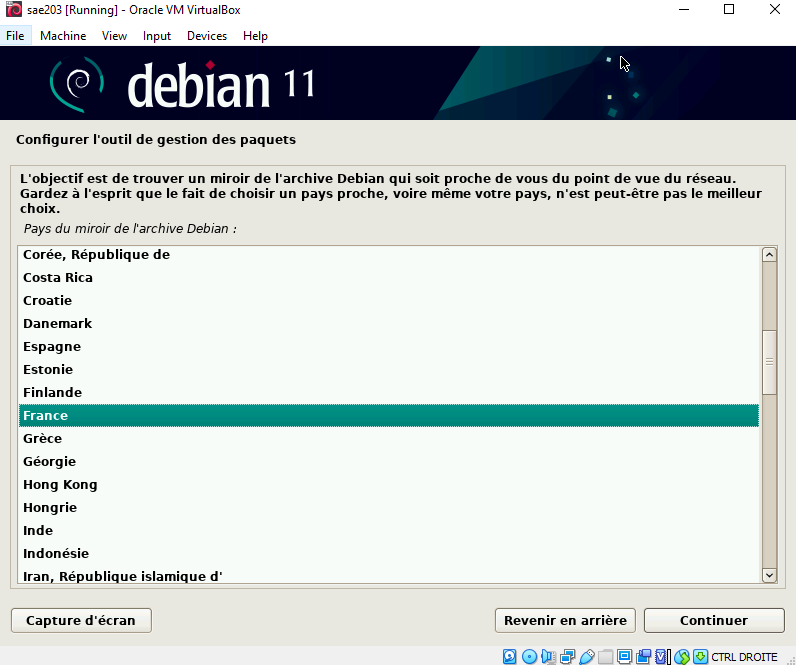 sae203 [Running] - Oracle VM VirtualBox
File Machine View Input Devices Help
debian 11
Configurer l'outil de gestion des paquets
L'objectif est de trouver un miroir de l'archive Debian qui soit proche de vous du point de vue du réseau.
Gardez à l'esprit que le fait de choisir un pays proche, voire même votre pays, n'est peut-être pas le meilleur
choix.
Pays du miroir de l'archive Debian :
Corée, République de
Costa Rica
Croatie
Danemark
Espagne
Estonie
Finlande
France
Grèce
Géorgie
Hong Kong
Hongrie
Inde
Indonésie
Iran, République islamique d'
Capture d'écran Revenir en arrière Continuer
CTRL DROITE